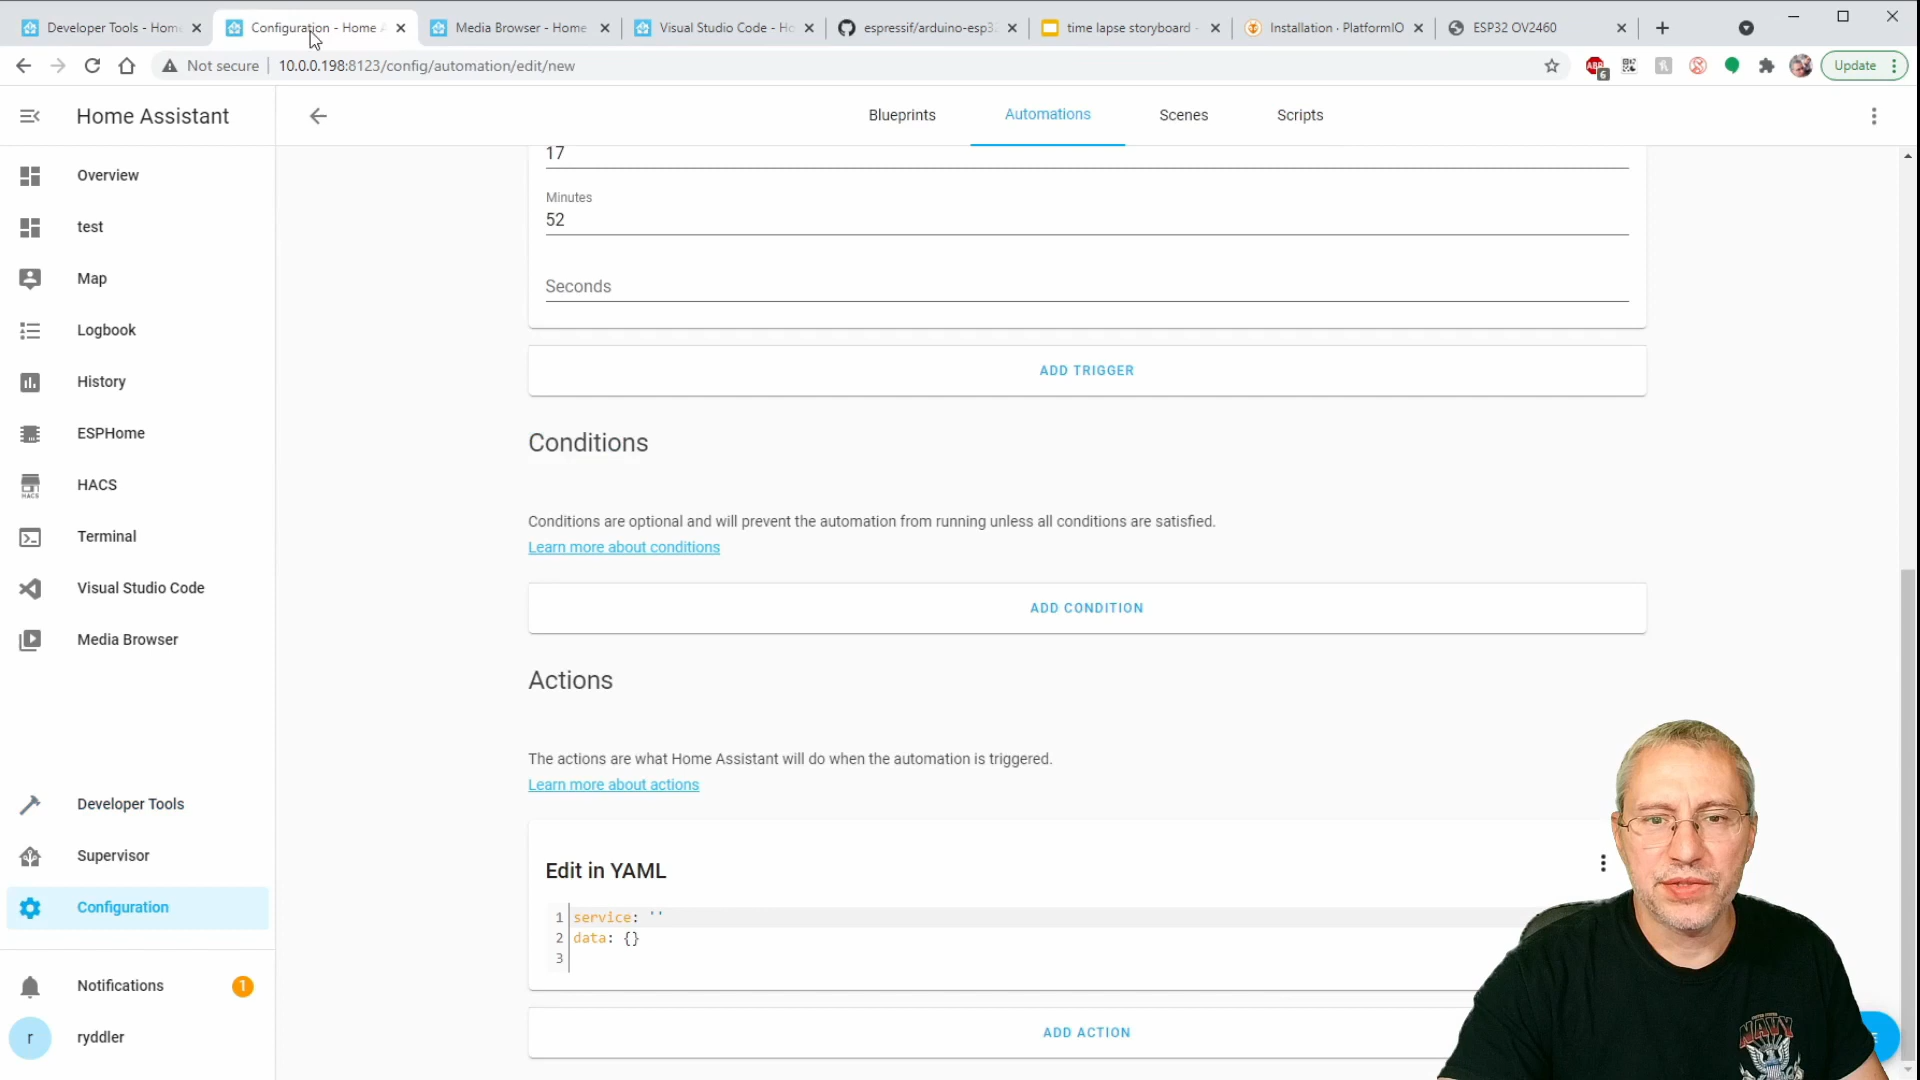 Developer Tools - Home
Configuration - Home A
Media Browser - Home
Visual Studio Code - Ho
espressif/arduino-esp32
time lapse storyboard -
Installation · PlatformIO
ESP32 OV2460
Not secure
10.0.0.198:8123/config/automation/edit/new
ABP
6
Update
Home Assistant
Blueprints
Automations
Scenes
Scripts
Overview
test
Map
Logbook
History
ESPHome
HACS
HACS
Terminal
Visual Studio Code
Media Browser
Developer Tools
Supervisor
Configuration
Notifications
1
r
ryddler
17
Minutes
52
Seconds
ADD TRIGGER
Conditions
Conditions are optional and will prevent the automation from running unless all conditions are satisfied.
Learn more about conditions
ADD CONDITION
Actions
The actions are what Home Assistant will do when the automation is triggered.
Learn more about actions
Edit in YAML
1 service: ''
2 data: {}
3
ADD ACTION
NAVY